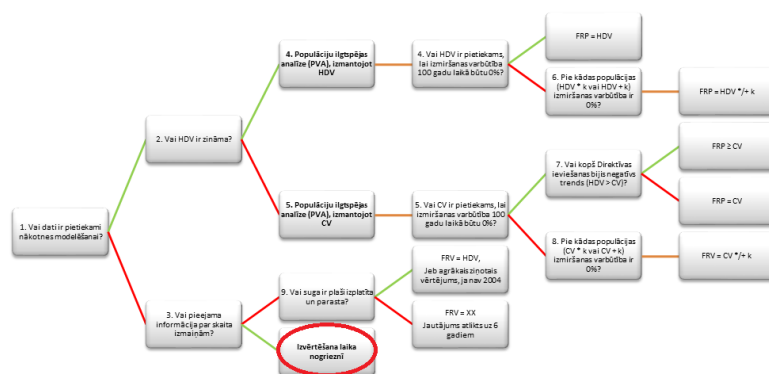 1. Vai dati ir pietiekami
nākotnes modelēšanai?
2. Vai HDV ir zināma?
3. Vai pieejama
informācija par skaita
izmaiņām?
4. Populāciju ilgtspējas
analīze (PVA), izmantojot
HDV
5. Populāciju ilgtspējas
analīze (PVA), izmantojot
CV
9. Vai suga ir plaši izplatīta
un parasta?
Izvērtēšana laika
nogrieznī
4. Vai HDV ir pietiekams,
lai izmiršanas varbūtība
100 gadu laikā būtu 0%?
5. Vai CV ir pietiekams, lai
izmiršanas varbūtība 100
gadu laikā būtu 0%?
FRV = HDV,
Jeb agrākais ziņotais
vērtējums, ja nav 2004
FRV = XX
Jautājums atlikts uz 6
gadiem
FRP = HDV
6. Pie kādas populācijas
(HDV * k vai HDV + k)
izmiršanas varbūtība ir
0%?
7. Vai kopš Direktīvas
ieviešanas bijis negatīvs
trends (HDV > CV)?
8. Pie kādas populācijas
(CV * k vai CV + k)
izmiršanas varbūtība ir
0%?
FRP = HDV */+ k
FRP ≥ CV
FRP = CV
FRV = CV */+ k